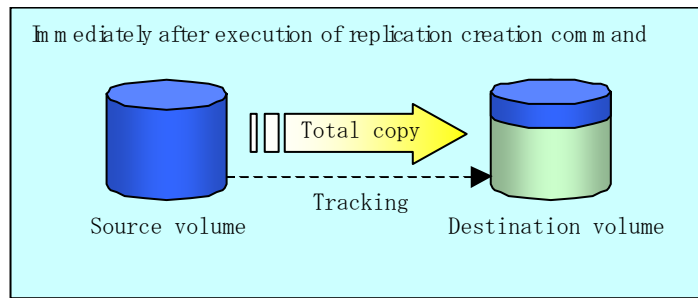 Immediately after execution of replication creation command
Total copy
Tracking
Source volume
Destination volume